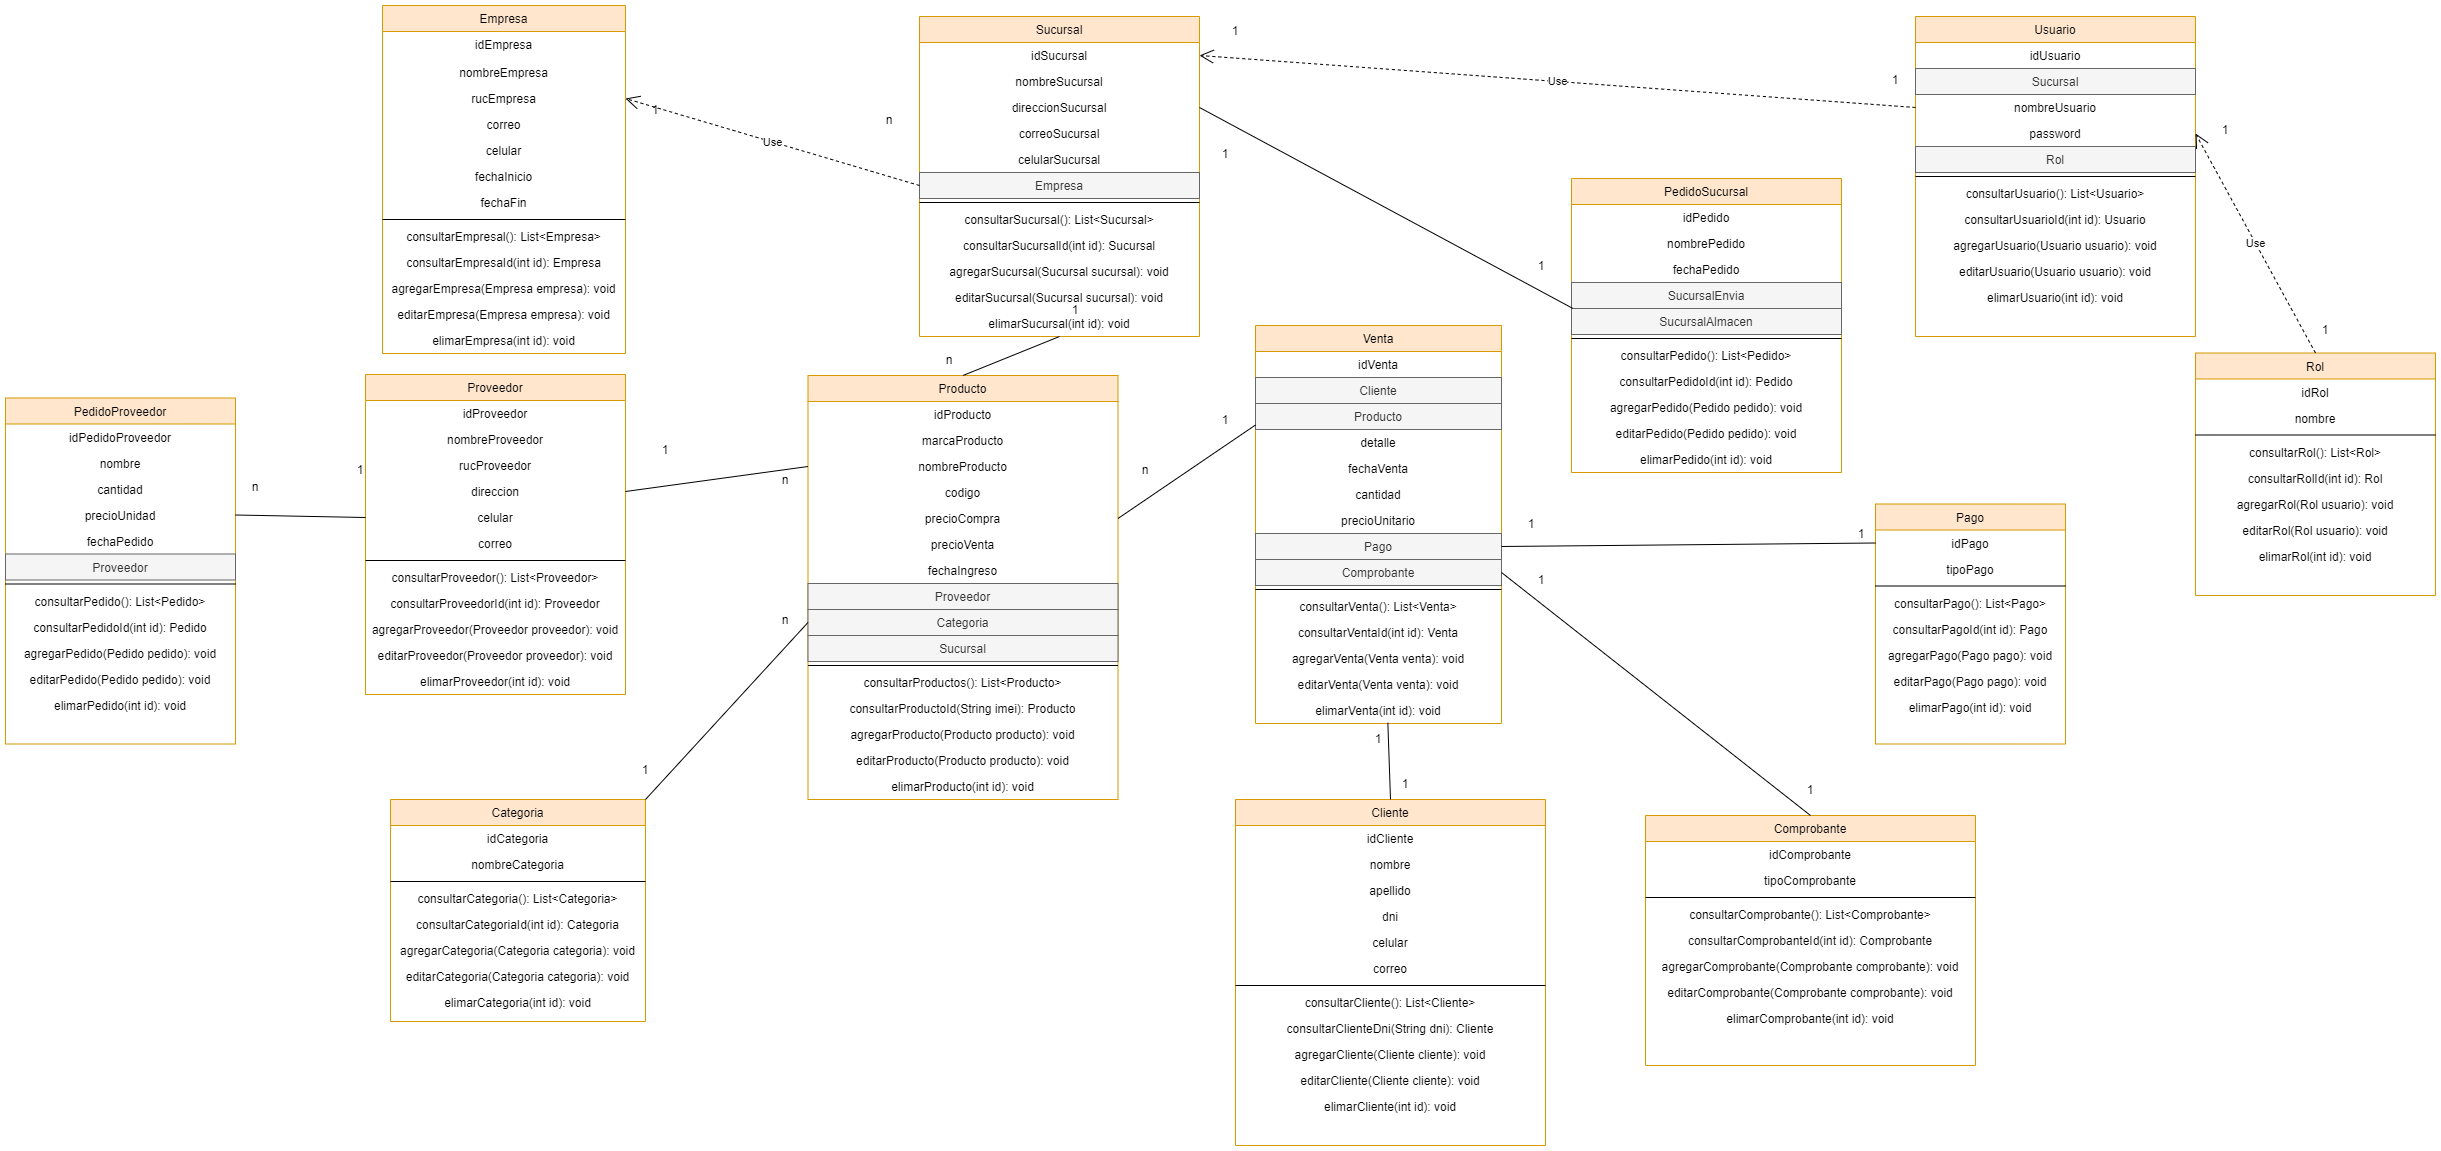 Empresa
idEmpresa
nombreEmpresa
rucEmpresa
correo
celular
fechaInicio
fechaFin
consultarEmpresal(): List<Empresa>
consultarEmpresaId(int id): Empresa
agregarEmpresa(Empresa empresa): void
editarEmpresa(Empresa empresa): void
elimarEmpresa(int id): void
1
Use
n
Sucursal
idSucursal
nombreSucursal
direccionSucursal
correoSucursal
celularSucursal
Empresa
consultarSucursal(): List<Sucursal>
consultarSucursalId(int id): Sucursal
agregarSucursal(Sucursal sucursal): void
editarSucursal(Sucursal sucursal): void
1
elimarSucursal(int id): void
1
Use
1
1
1
PedidoSucursal
idPedido
nombrePedido
fechaPedido
SucursalEnvia
SucursalAlmacen
consultarPedido(): List<Pedido>
consultarPedidoId(int id): Pedido
agregarPedido(Pedido pedido): void
editarPedido(Pedido pedido): void
elimarPedido(int id): void
Usuario
idUsuario
Sucursal
nombreUsuario
password
Rol
consultarUsuario(): List<Usuario>
consultarUsuarioId(int id): Usuario
agregarUsuario(Usuario usuario): void
editarUsuario(Usuario usuario): void
elimarUsuario(int id): void
1
Use
1
Rol
idRol
nombre
consultarRol(): List<Rol>
consultarRolId(int id): Rol
agregarRol(Rol usuario): void
editarRol(Rol usuario): void
elimarRol(int id): void
PedidoProveedor
idPedidoProveedor
nombre
cantidad
precioUnidad
fechaPedido
Proveedor
consultarPedido(): List<Pedido>
consultarPedidoId(int id): Pedido
agregarPedido(Pedido pedido): void
editarPedido(Pedido pedido): void
elimarPedido(int id): void
n
1
Proveedor
idProveedor
nombreProveedor
rucProveedor
direccion
celular
correo
consultarProveedor(): List<Proveedor>
consultarProveedorId(int id): Proveedor
agregarProveedor(Proveedor proveedor): void
editarProveedor(Proveedor proveedor): void
elimarProveedor(int id): void
1
n
n
Producto
idProducto
marcaProducto
nombreProducto
codigo
precioCompra
precioVenta
fechaIngreso
Proveedor
Categoria
Sucursal
consultarProductos(): List<Producto>
consultarProductoId(String imei): Producto
agregarProducto(Producto producto): void
editarProducto(Producto producto): void
elimarProducto(int id): void
n
1
n
1
Venta
idVenta
Cliente
Producto
detalle
fechaVenta
cantidad
precioUnitario
Pago
Comprobante
consultarVenta(): List<Venta>
consultarVentaId(int id): Venta
agregarVenta(Venta venta): void
editarVenta(Venta venta): void
elimarVenta(int id): void
1
1
1
1
Pago
idPago
tipoPago
consultarPago(): List<Pago>
consultarPagoId(int id): Pago
agregarPago(Pago pago): void
editarPago(Pago pago): void
elimarPago(int id): void
1
1
Categoria
idCategoria
nombreCategoria
consultarCategoria(): List<Categoria>
consultarCategoriaId(int id): Categoria
agregarCategoria(Categoria categoria): void
editarCategoria(Categoria categoria): void
elimarCategoria(int id): void
Cliente
idCliente
nombre
apellido
dni
celular
correo
consultarCliente(): List<Cliente>
consultarClienteDni(String dni): Cliente
agregarCliente(Cliente cliente): void
editarCliente(Cliente cliente): void
elimarCliente(int id): void
Comprobante
idComprobante
tipoComprobante
consultarComprobante(): List<Comprobante>
consultarComprobanteId(int id): Comprobante
agregarComprobante(Comprobante comprobante): void
editarComprobante(Comprobante comprobante): void
elimarComprobante(int id): void